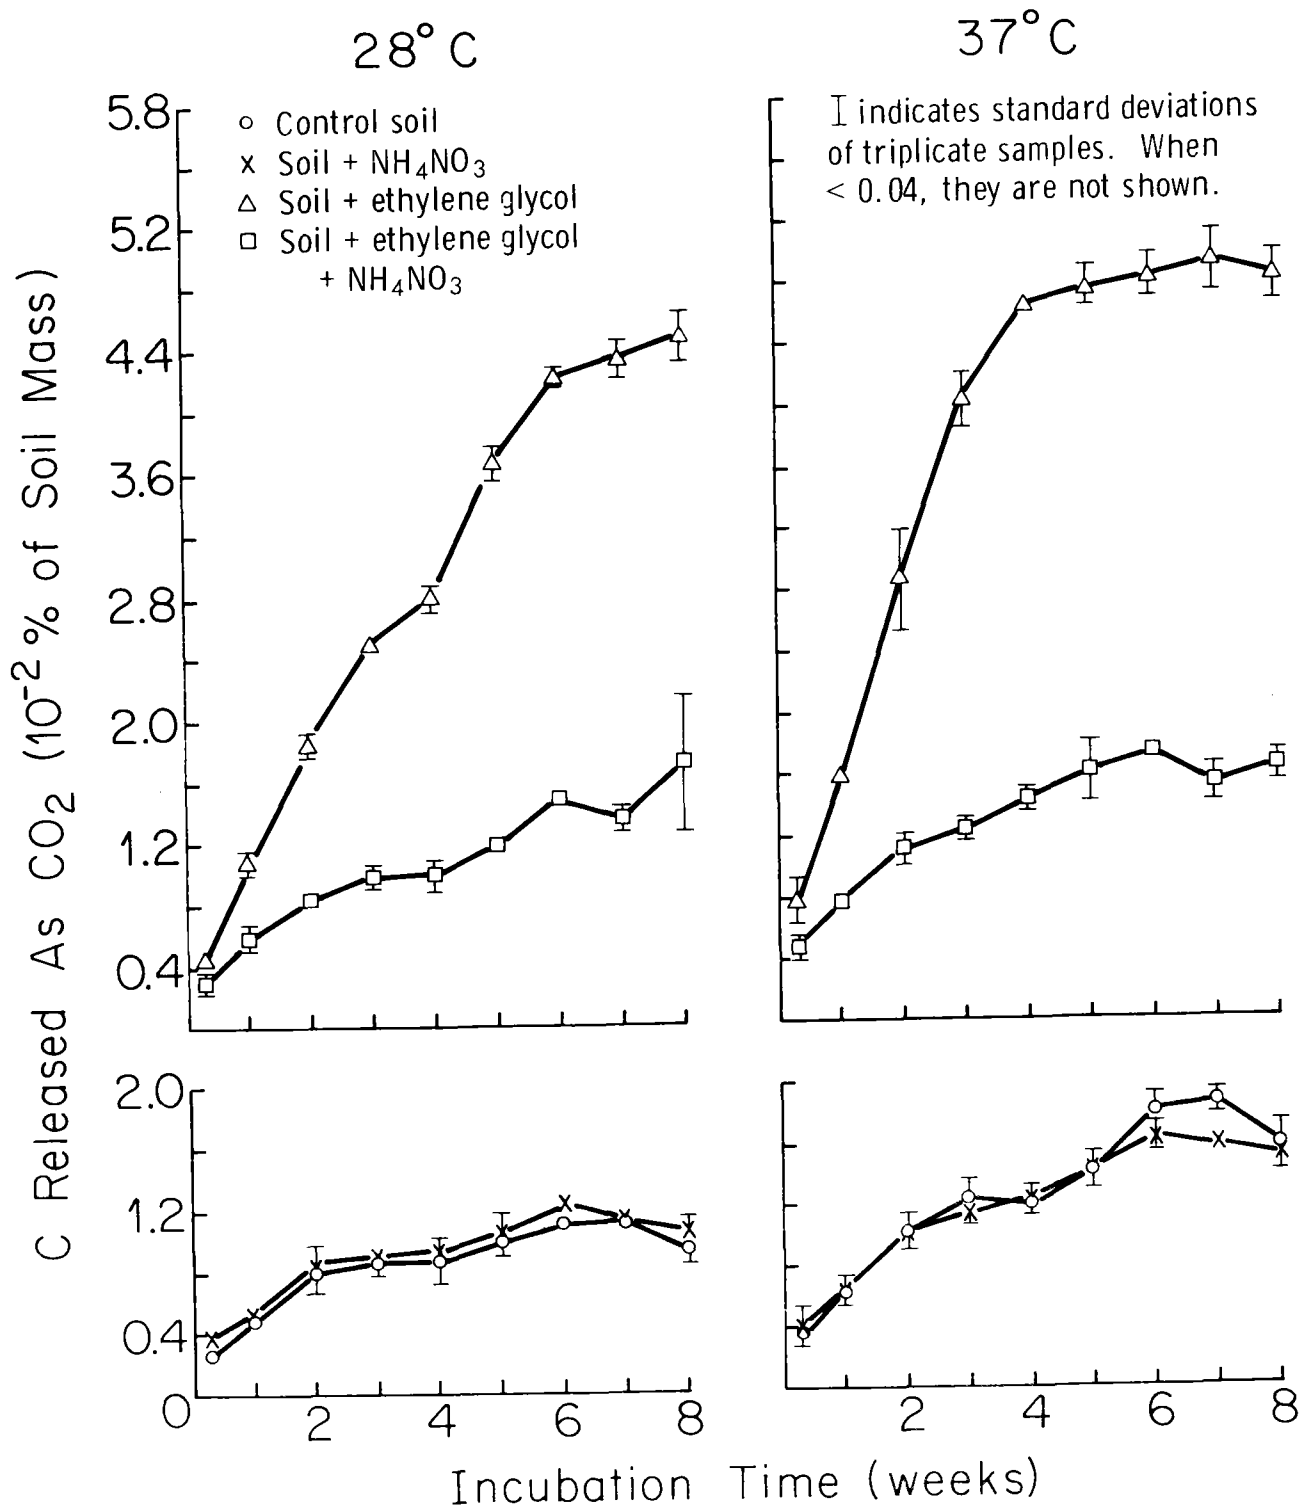 28°C
37°C
5.8
5.2
4.4
3.6
2.8
2.0
1.2
0.4
○ Control soil
× Soil + NH₄NO₃
△ Soil + ethylene glycol
□ Soil + ethylene glycol
+ NH₄NO₃
I indicates standard deviations
of triplicate samples. When
< 0.04, they are not shown.
C Released As CO₂ (10⁻² % of Soil Mass)
2.0
1.2
0.4
0
2 4 6 8
2 4 6 8
Incubation Time (weeks)